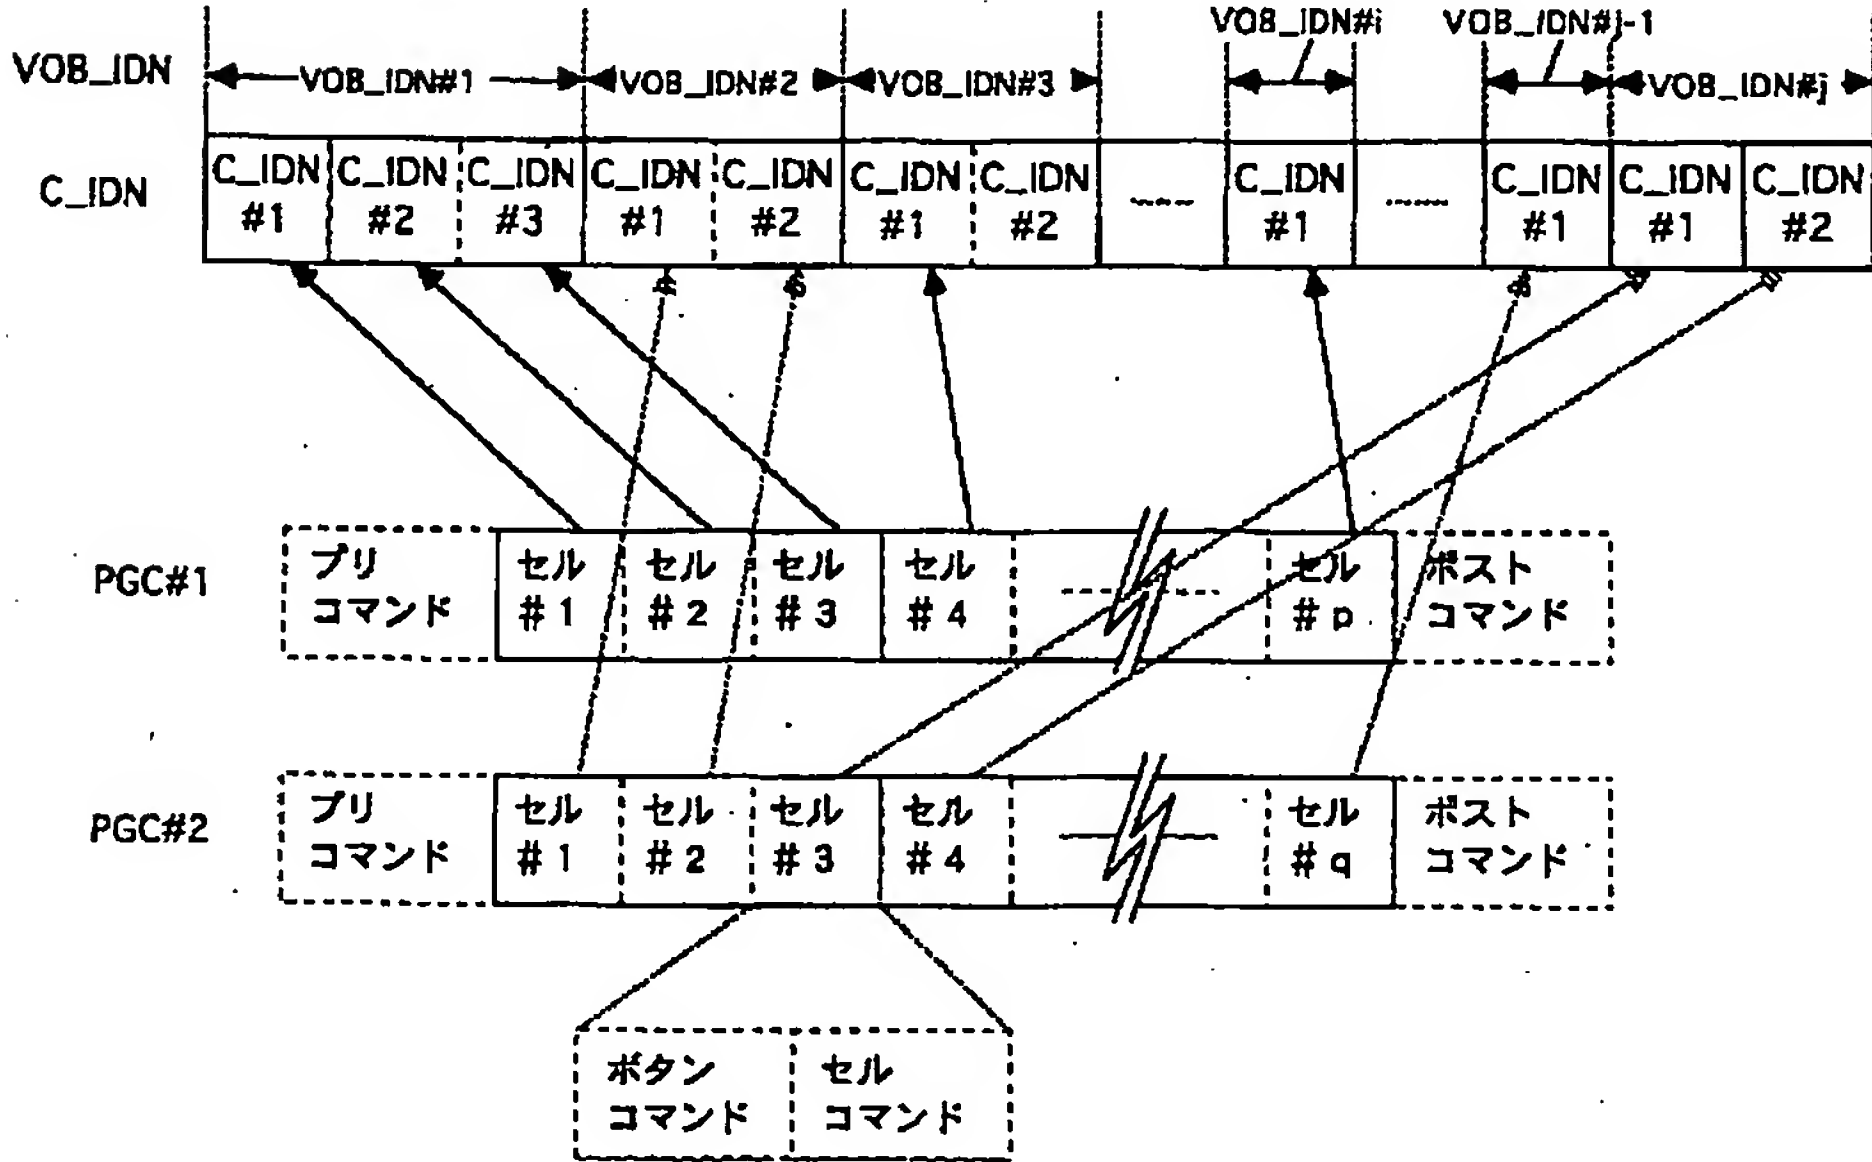 VOB_IDN#i VOB_IDN#j-1
VOB_IDN VOB_IDN#1 VOB_IDN#2 VOB_IDN#3 VOB_IDN#j
C_IDN C_IDN C_IDN C_IDN C_IDN C_IDN C_IDN C_IDN C_IDN C_IDN C_IDN C_IDN
#1 #2 #3 #1 #2 #1 #2 #1 #1 #1 #2
プリ セル セル セル セル セル ポスト
PGC#1
コマンド #1 #2 #3 #4 #p コマンド
プリ セル セル セル セル セル ポスト
PGC#2
コマンド #1 #2 #3 #4 #q コマンド
ボタン セル
コマンド コマンド